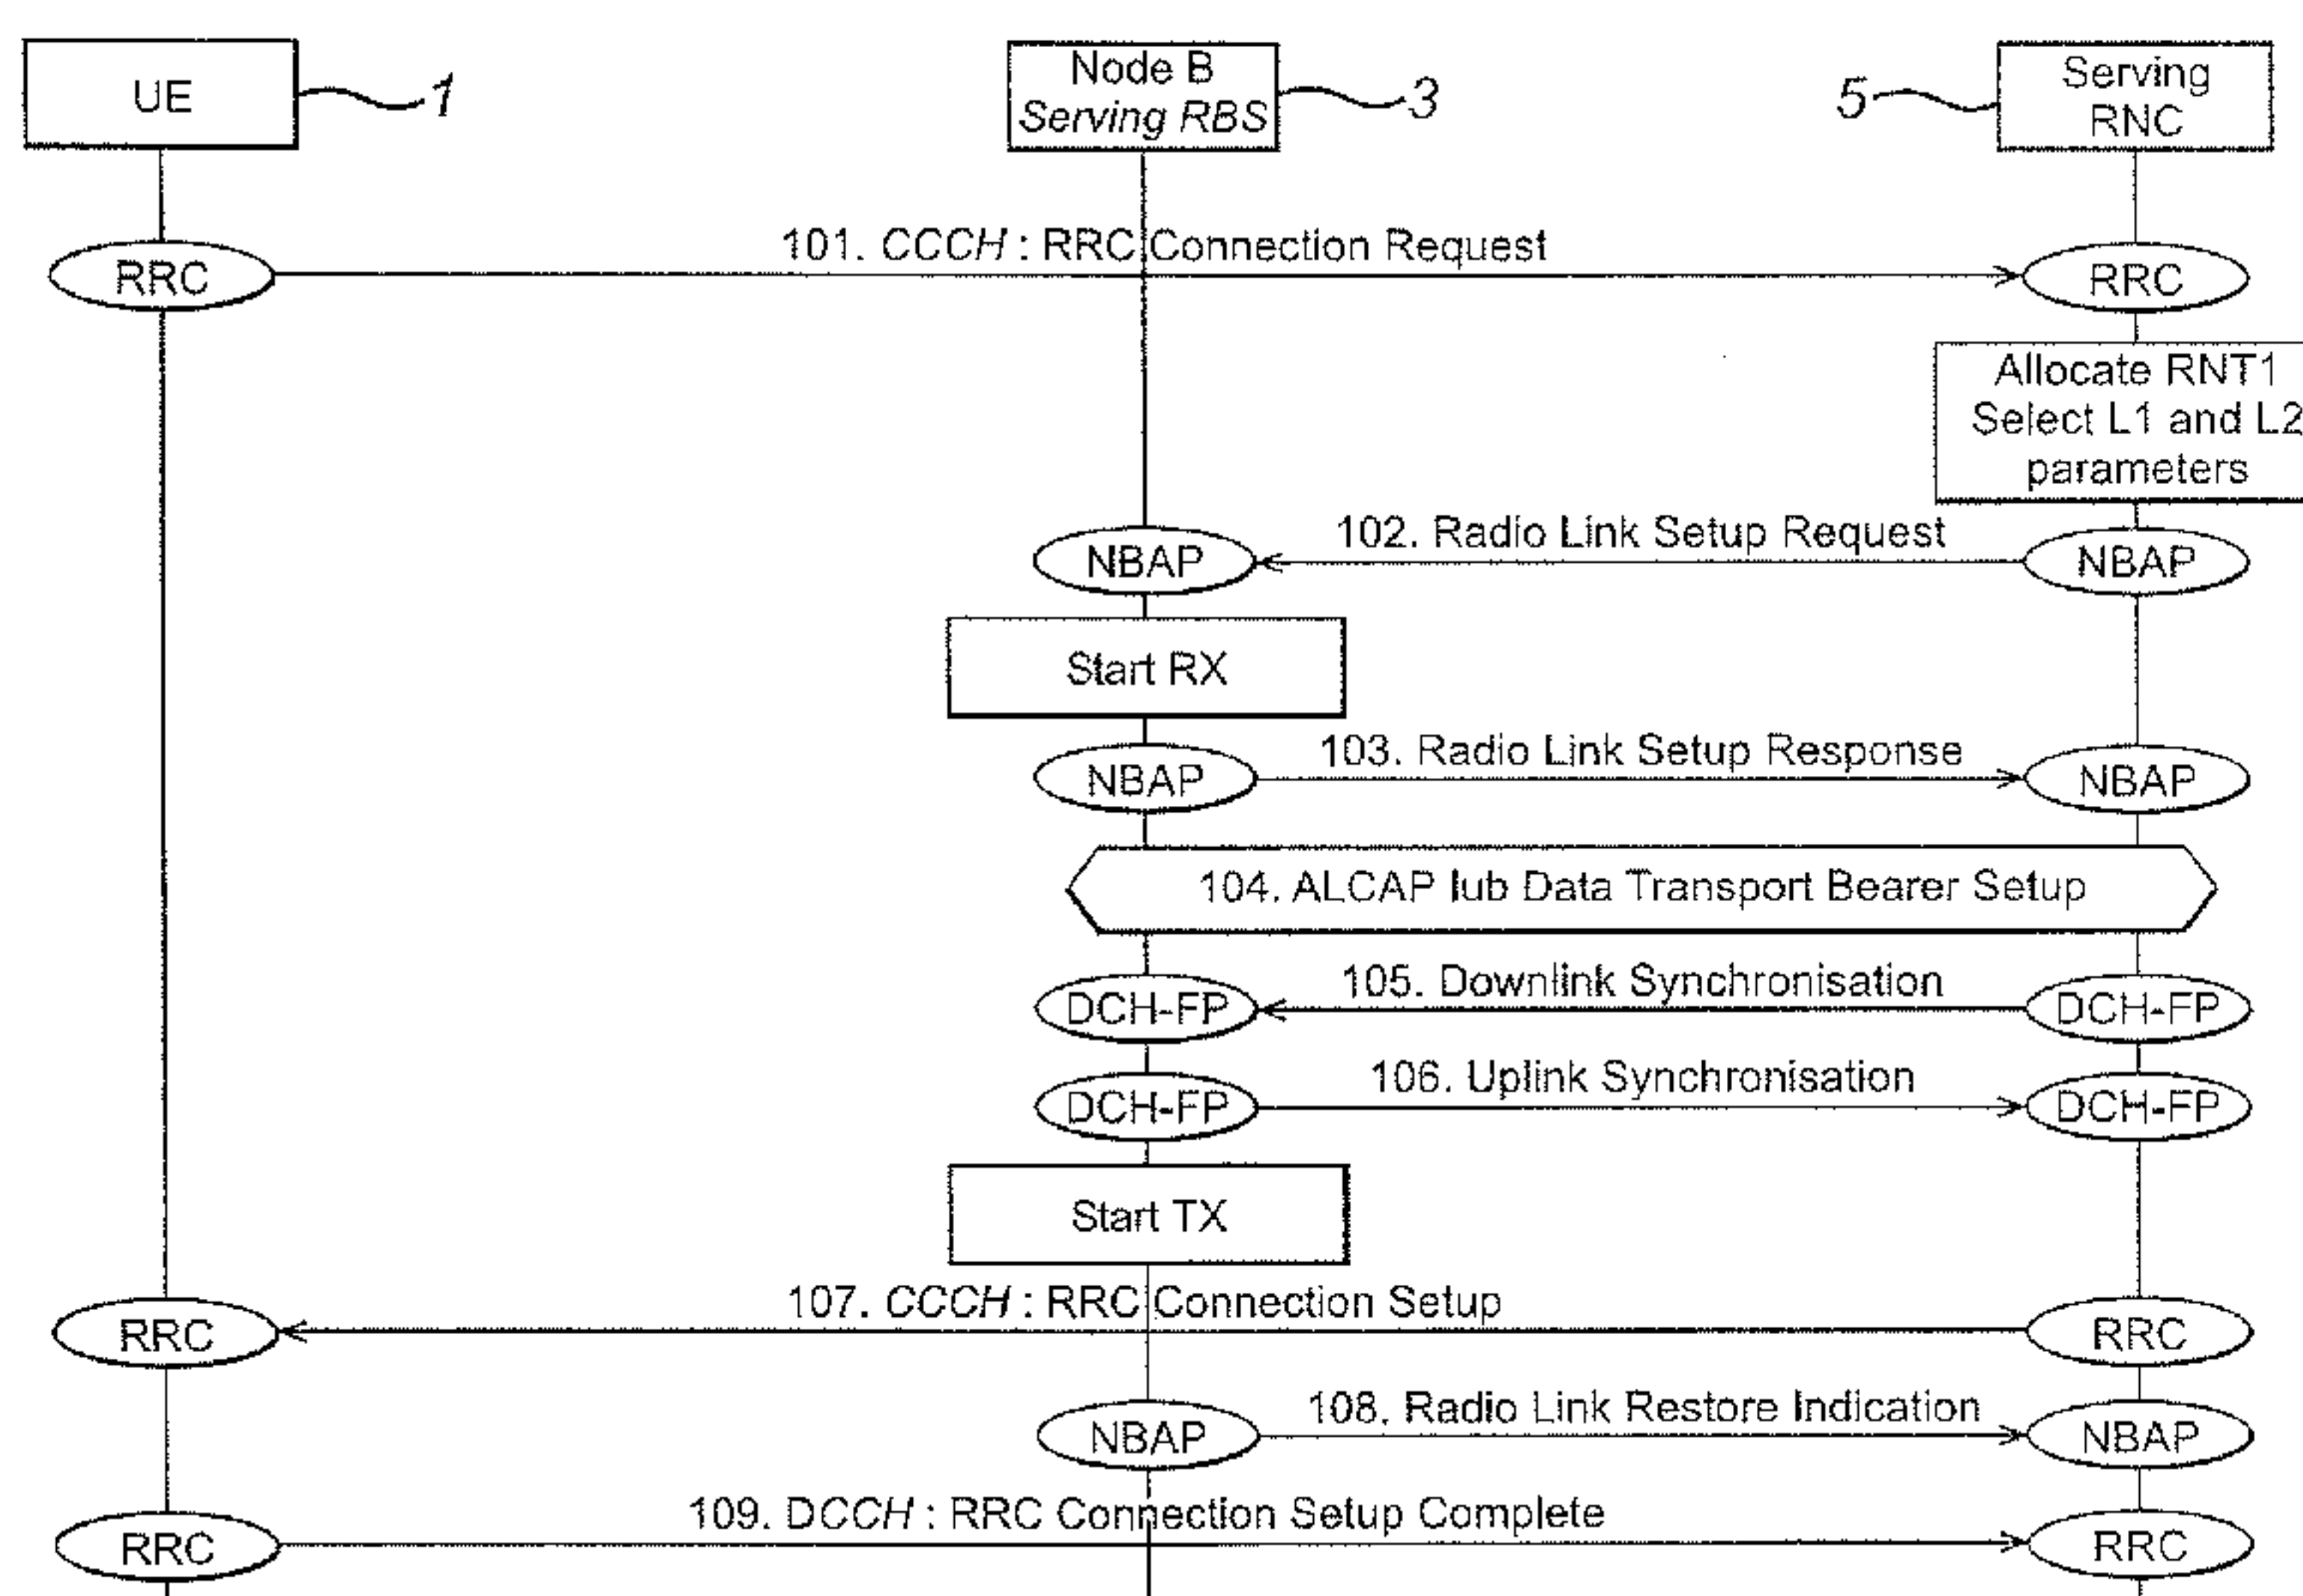 UE
1
Node B
Serving RBS
3
5
Serving
RNC
101. CCCH : RRC Connection Request
RRC
RRC
Allocate RNT1
Select L1 and L2
parameters
102. Radio Link Setup Request
NBAP
NBAP
Start RX
103. Radio Link Setup Response
NBAP
NBAP
104. ALCAP Iub Data Transport Bearer Setup
105. Downlink Synchronisation
DCH-FP
DCH-FP
106. Uplink Synchronisation
DCH-FP
DCH-FP
Start TX
107. CCCH : RRC Connection Setup
RRC
RRC
108. Radio Link Restore Indication
NBAP
NBAP
109. DCCH : RRC Connection Setup Complete
RRC
RRC